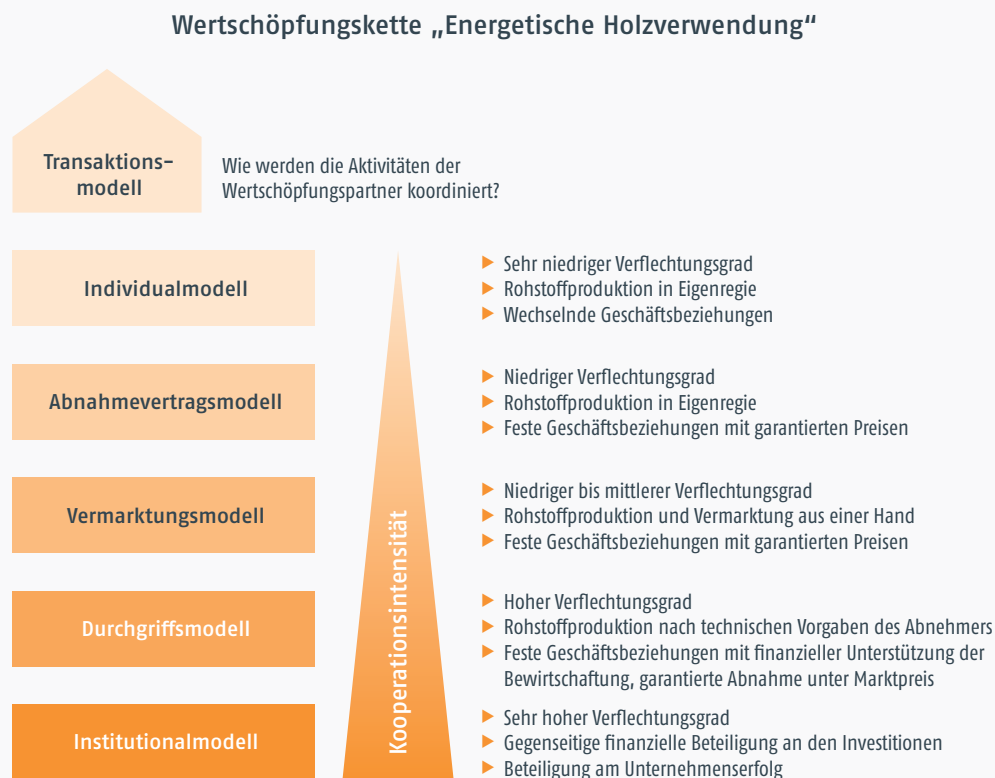 Wertschöpfungskette „Energetische Holzverwendung“
Transaktions-
modell
Wie werden die Aktivitäten der
Wertschöpfungspartner koordiniert?
Individualmodell
Sehr niedriger Verflechtungsgrad
Rohstoffproduktion in Eigenregie
Wechselnde Geschäftsbeziehungen
Abnahmevertragsmodell
Niedriger Verflechtungsgrad
Rohstoffproduktion in Eigenregie
Feste Geschäftsbeziehungen mit garantierten Preisen
Vermarktungsmodell
Niedriger bis mittlerer Verflechtungsgrad
Rohstoffproduktion und Vermarktung aus einer Hand
Feste Geschäftsbeziehungen mit garantierten Preisen
Durchgriffsmodell
Hoher Verflechtungsgrad
Rohstoffproduktion nach technischen Vorgaben des Abnehmers
Feste Geschäftsbeziehungen mit finanzieller Unterstützung der
Bewirtschaftung, garantierte Abnahme unter Marktpreis
Institutionalmodell
Sehr hoher Verflechtungsgrad
Gegenseitige finanzielle Beteiligung an den Investitionen
Beteiligung am Unternehmenserfolg
Kooperationsintensität